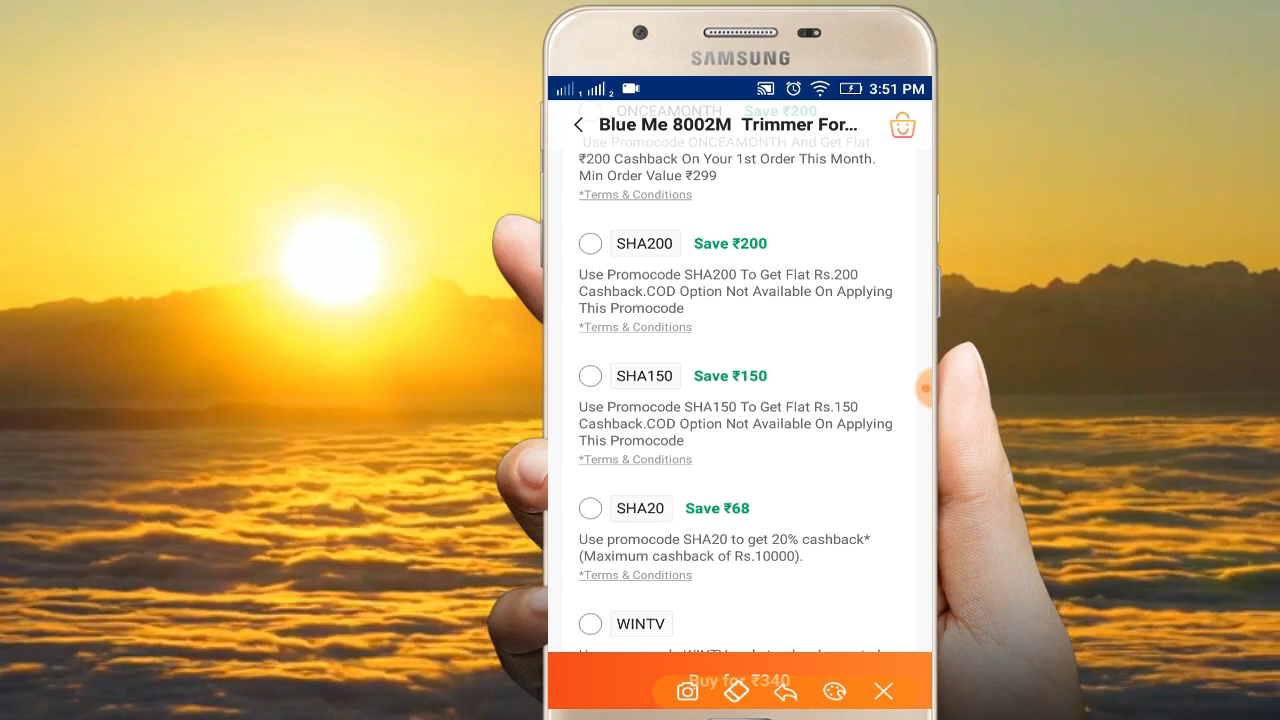 SAMSUNG
1 2 3:51 PM
ONCEAMONTH Save ₹200
Blue Me 8002M Trimmer For...
Use Promocode ONCEAMONTH And Get Flat
₹200 Cashback On Your 1st Order This Month.
Min Order Value ₹299
*Terms & Conditions
SHA200 Save ₹200
Use Promocode SHA200 To Get Flat Rs.200
Cashback.COD Option Not Available On Applying
This Promocode
*Terms & Conditions
SHA150 Save ₹150
Use Promocode SHA150 To Get Flat Rs.150
Cashback.COD Option Not Available On Applying
This Promocode
*Terms & Conditions
SHA20 Save ₹68
Use promocode SHA20 to get 20% cashback*
(Maximum cashback of Rs.10000).
*Terms & Conditions
WINTV
Buy for ₹340